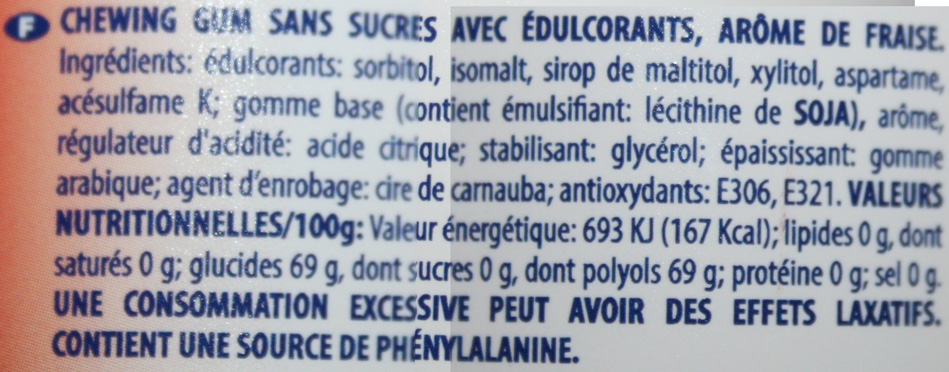 F CHEWING GUM SANS SUCRES AVEC ÉDULCORANTS, ARÔME DE FRAISE.
Ingrédients: édulcorants: sorbitol, isomalt, sirop de maltitol, xylitol, aspartame,
acésulfame K; gomme base (contient émulsifiant: lécithine de SOJA), arôme,
régulateur d'acidité: acide citrique; stabilisant: glycérol; épaississant: gomme
arabique; agent d'enrobage: cire de carnauba; antioxydants: E306, E321. VALEURS
NUTRITIONNELLES/100g: Valeur énergétique: 693 KJ (167 Kcal); lipides 0 g, dont
saturés 0 g; glucides 69 g, dont sucres 0 g, dont polyols 69 g; protéine 0 g; sel 0 g.
UNE CONSOMMATION EXCESSIVE PEUT AVOIR DES EFFETS LAXATIFS.
CONTIENT UNE SOURCE DE PHÉNYLALANINE.